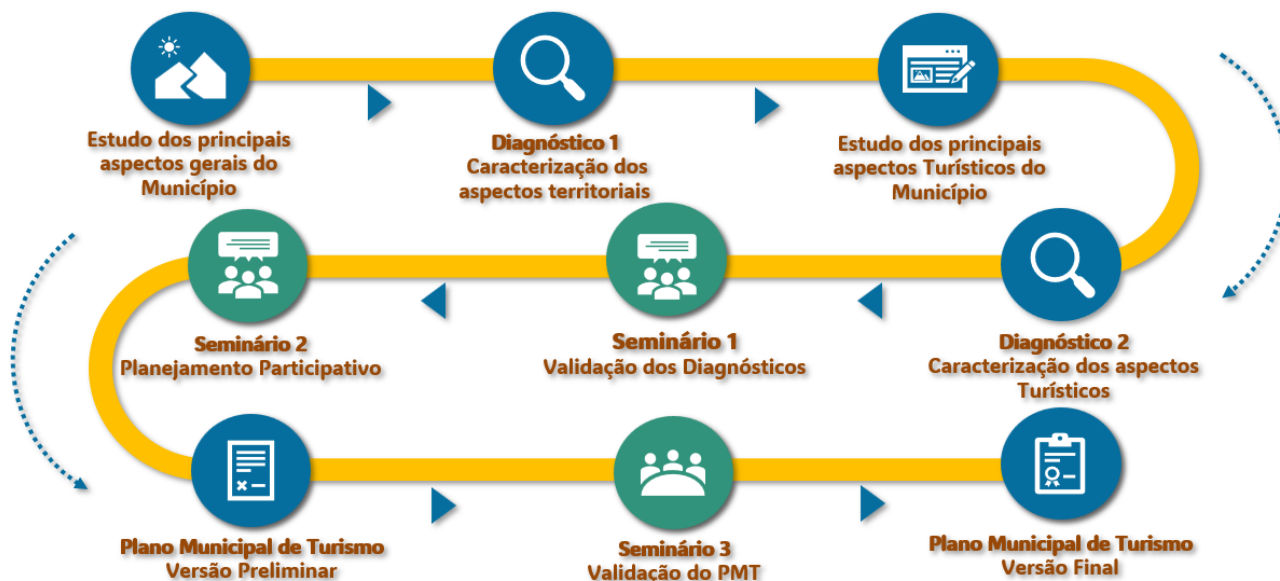 Estudo dos principais
aspectos gerais do
Município
Diagnóstico 1
Caracterização dos
aspectos territoriais
Estudo dos principais
aspectos Turísticos do
Município
Diagnóstico 2
Caracterização dos aspectos
Turísticos
Seminário 1
Validação dos Diagnósticos
Seminário 2
Planejamento Participativo
Plano Municipal de Turismo
Versão Preliminar
Seminário 3
Validação do PMT
Plano Municipal de Turismo
Versão Final